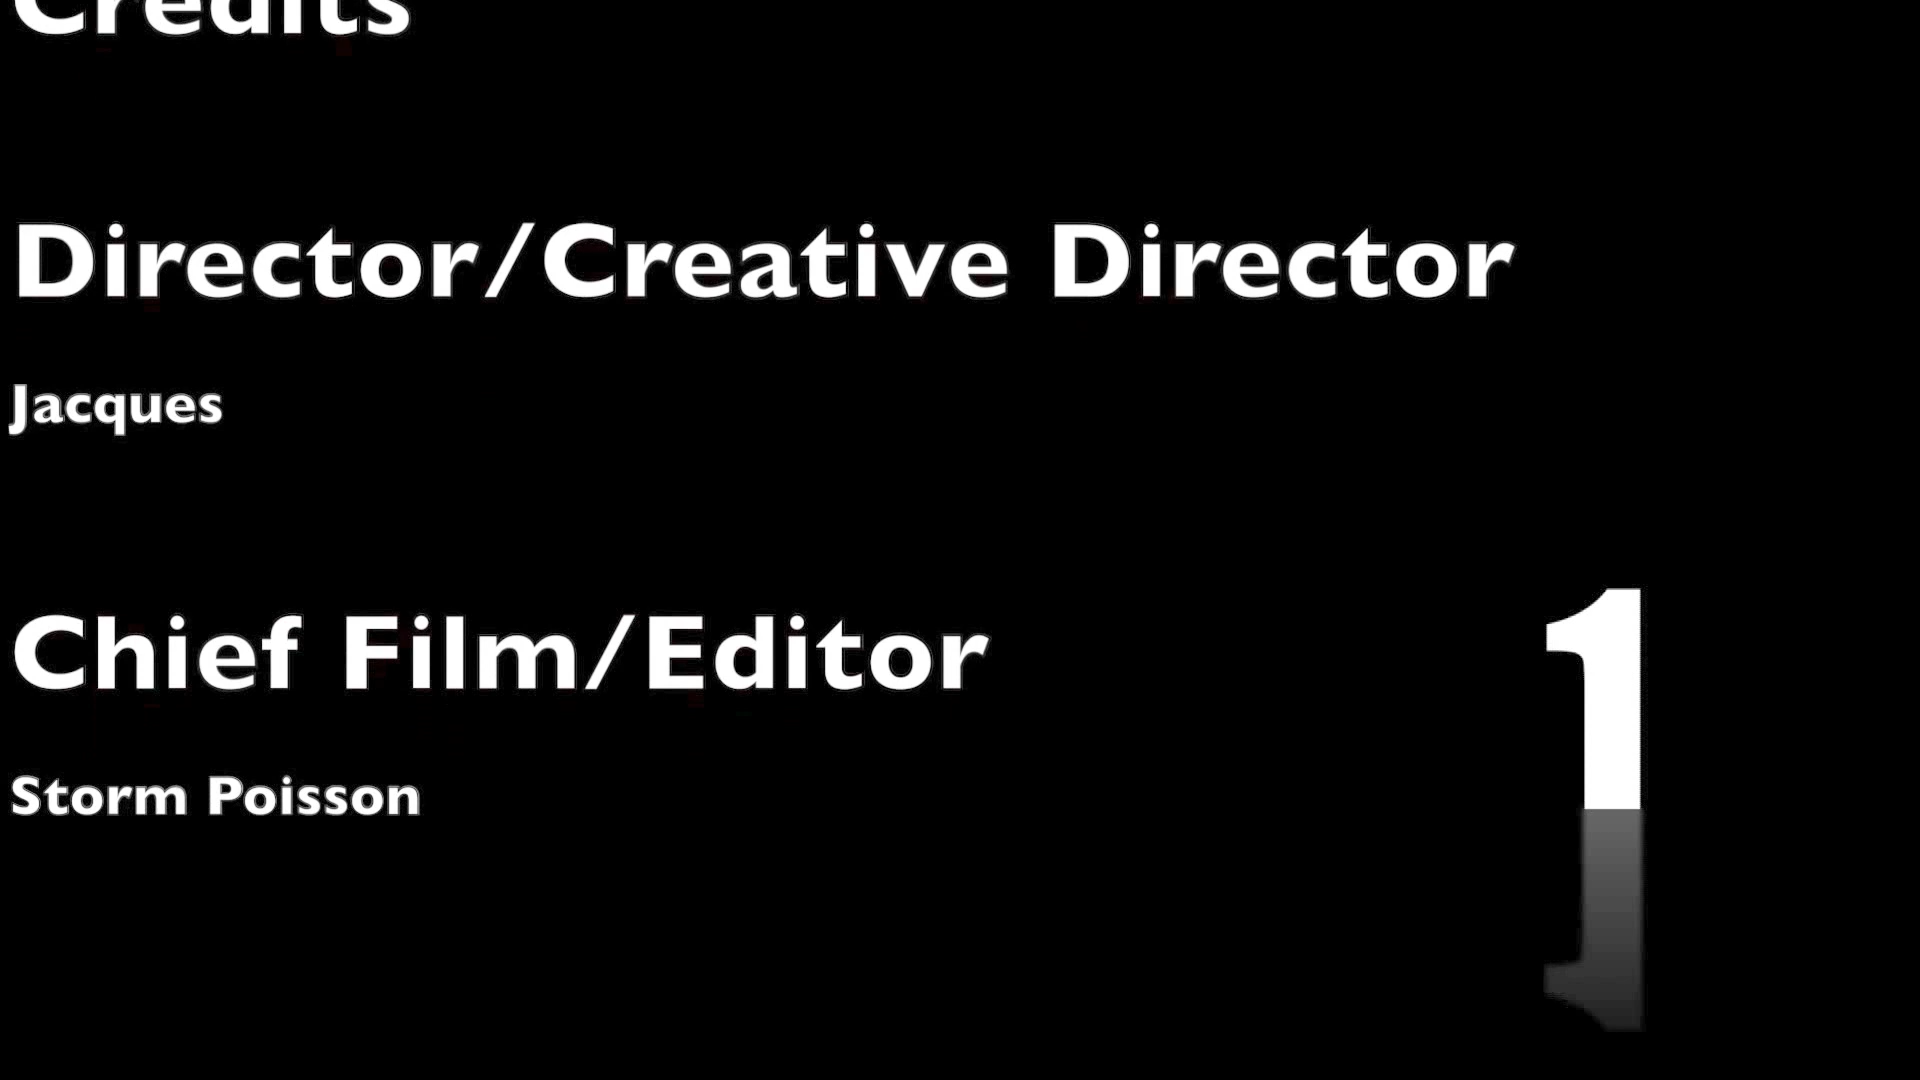 Credits
Director/Creative Director
Jacques
Chief Film/Editor
Storm Poisson
1